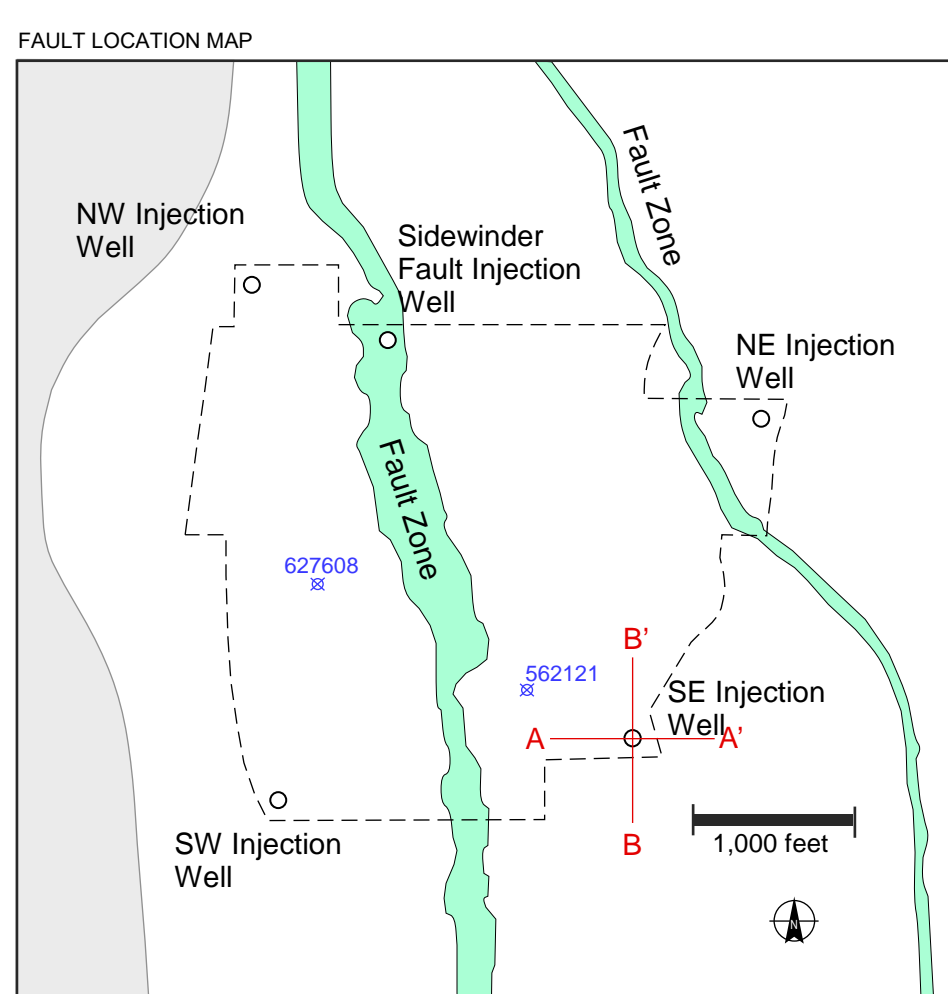 FAULT LOCATION MAP
Fault Zone
NW Injection
Well
Sidewinder
Fault Injection
Well
NE Injection
Well
Fault Zone
627608
B’
562121
SE Injection
Well
A
A’
1,000 feet
B
SW Injection
Well
N